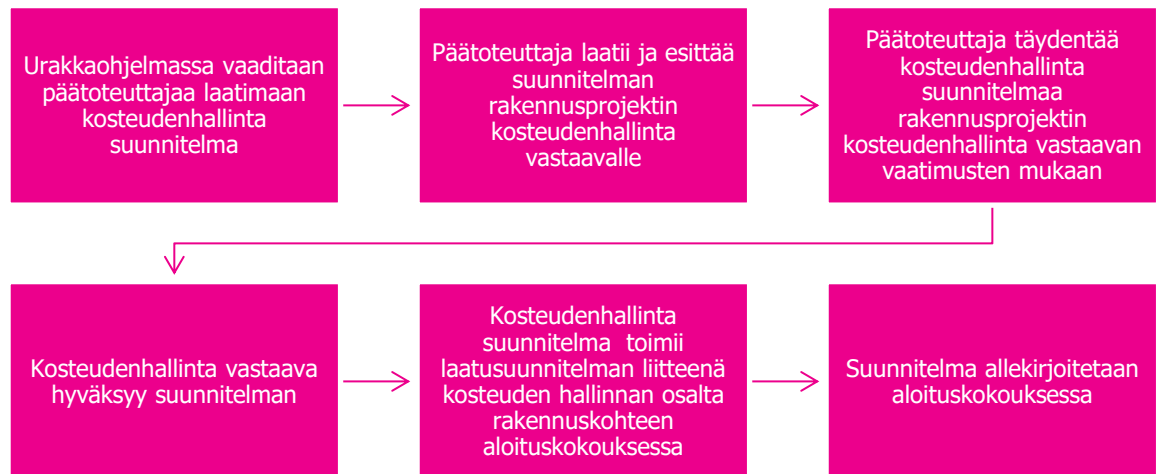 Urakkaohjelmassa vaaditaan
päätoteuttajaa laatimaan
kosteudenhallinta
suunnitelma
Päätoteuttaja laatii ja esittää
suunnitelman
rakennusprojektin
kosteudenhallinta
vastaavalle
Päätoteuttaja täydentää
kosteudenhallinta
suunnitelmaa
rakennusprojektin
kosteudenhallinta vastaavan
vaatimusten mukaan
Kosteudenhallinta vastaava
hyväksyy suunnitelman
Kosteudenhallinta
suunnitelma toimii
laatusuunnitelman liitteenä
kosteuden hallinnan osalta
rakennuskohteen
aloituskokouksessa
Suunnitelma allekirjoitetaan
aloituskokouksessa